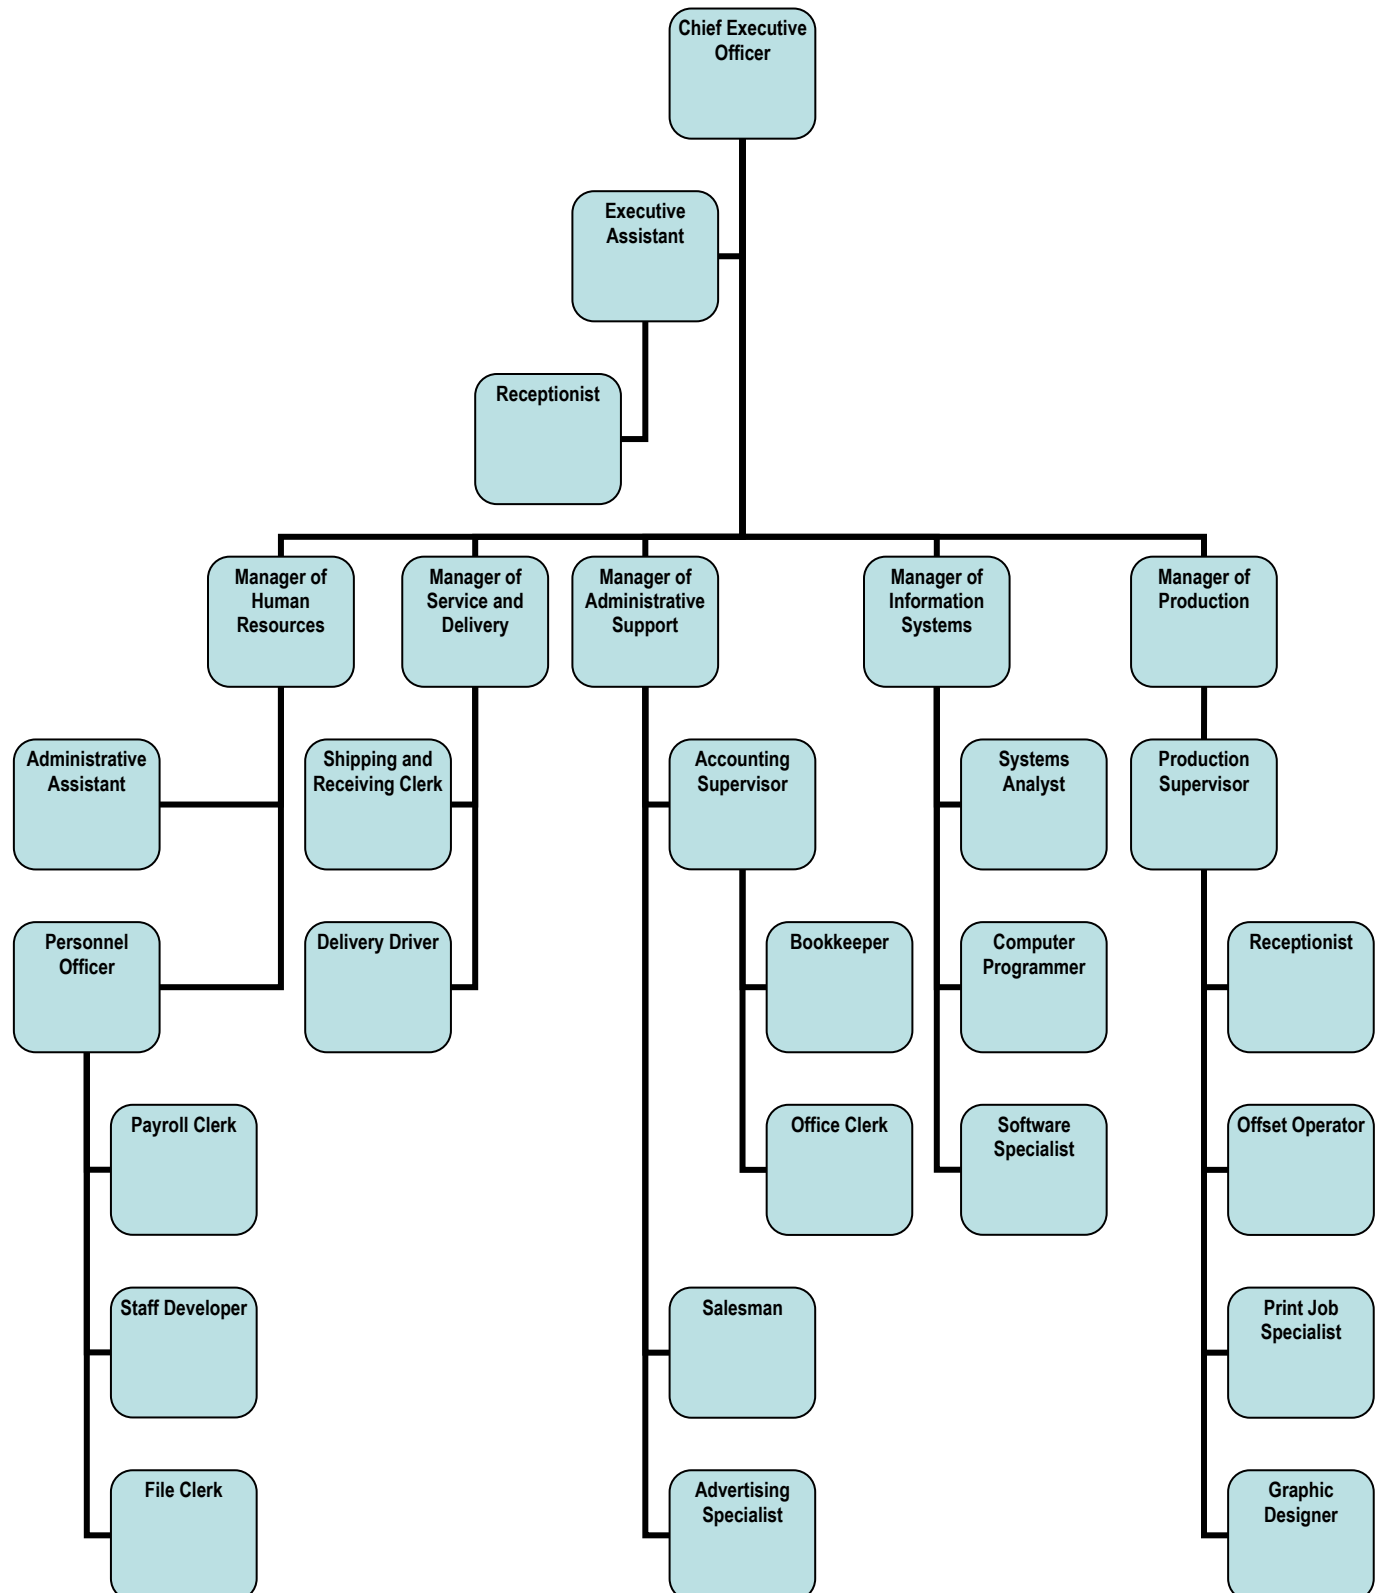 Chief Executive
Officer
Executive
Assistant
Receptionist
Manager of
Human
Resources
Manager of
Service and
Delivery
Manager of
Administrative
Support
Manager of
Information
Systems
Manager of
Production
Administrative
Assistant
Shipping and
Receiving Clerk
Accounting
Supervisor
Systems
Analyst
Production
Supervisor
Personnel
Officer
Delivery Driver
Bookkeeper
Computer
Programmer
Receptionist
Payroll Clerk
Office Clerk
Software
Specialist
Offset Operator
Staff Developer
Salesman
Print Job
Specialist
File Clerk
Advertising
Specialist
Graphic
Designer